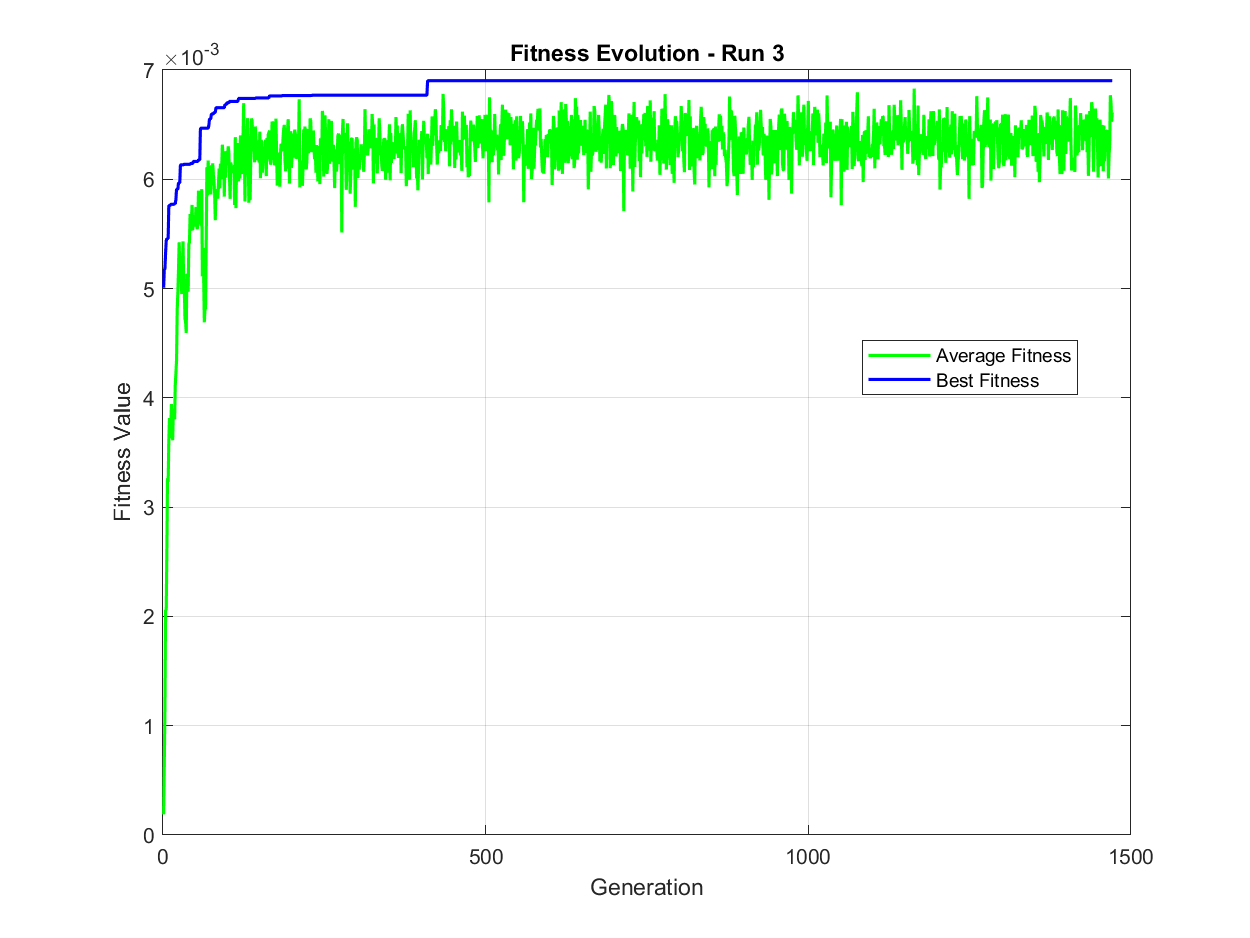 Fitness Evolution - Run 3
×10-3
7
6
5
4
3
2
1
0
Fitness Value
Average Fitness
Best Fitness
0 500 1000 1500
Generation